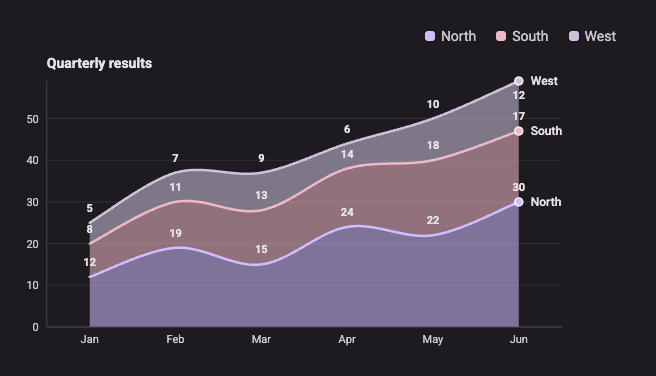 North South West
Quarterly results
West
10 12
50 17
6 18 South
7 9 14
40
11 13 30
30 5 24 22 North
8 19
20 12 15
10
0
Jan Feb Mar Apr May Jun